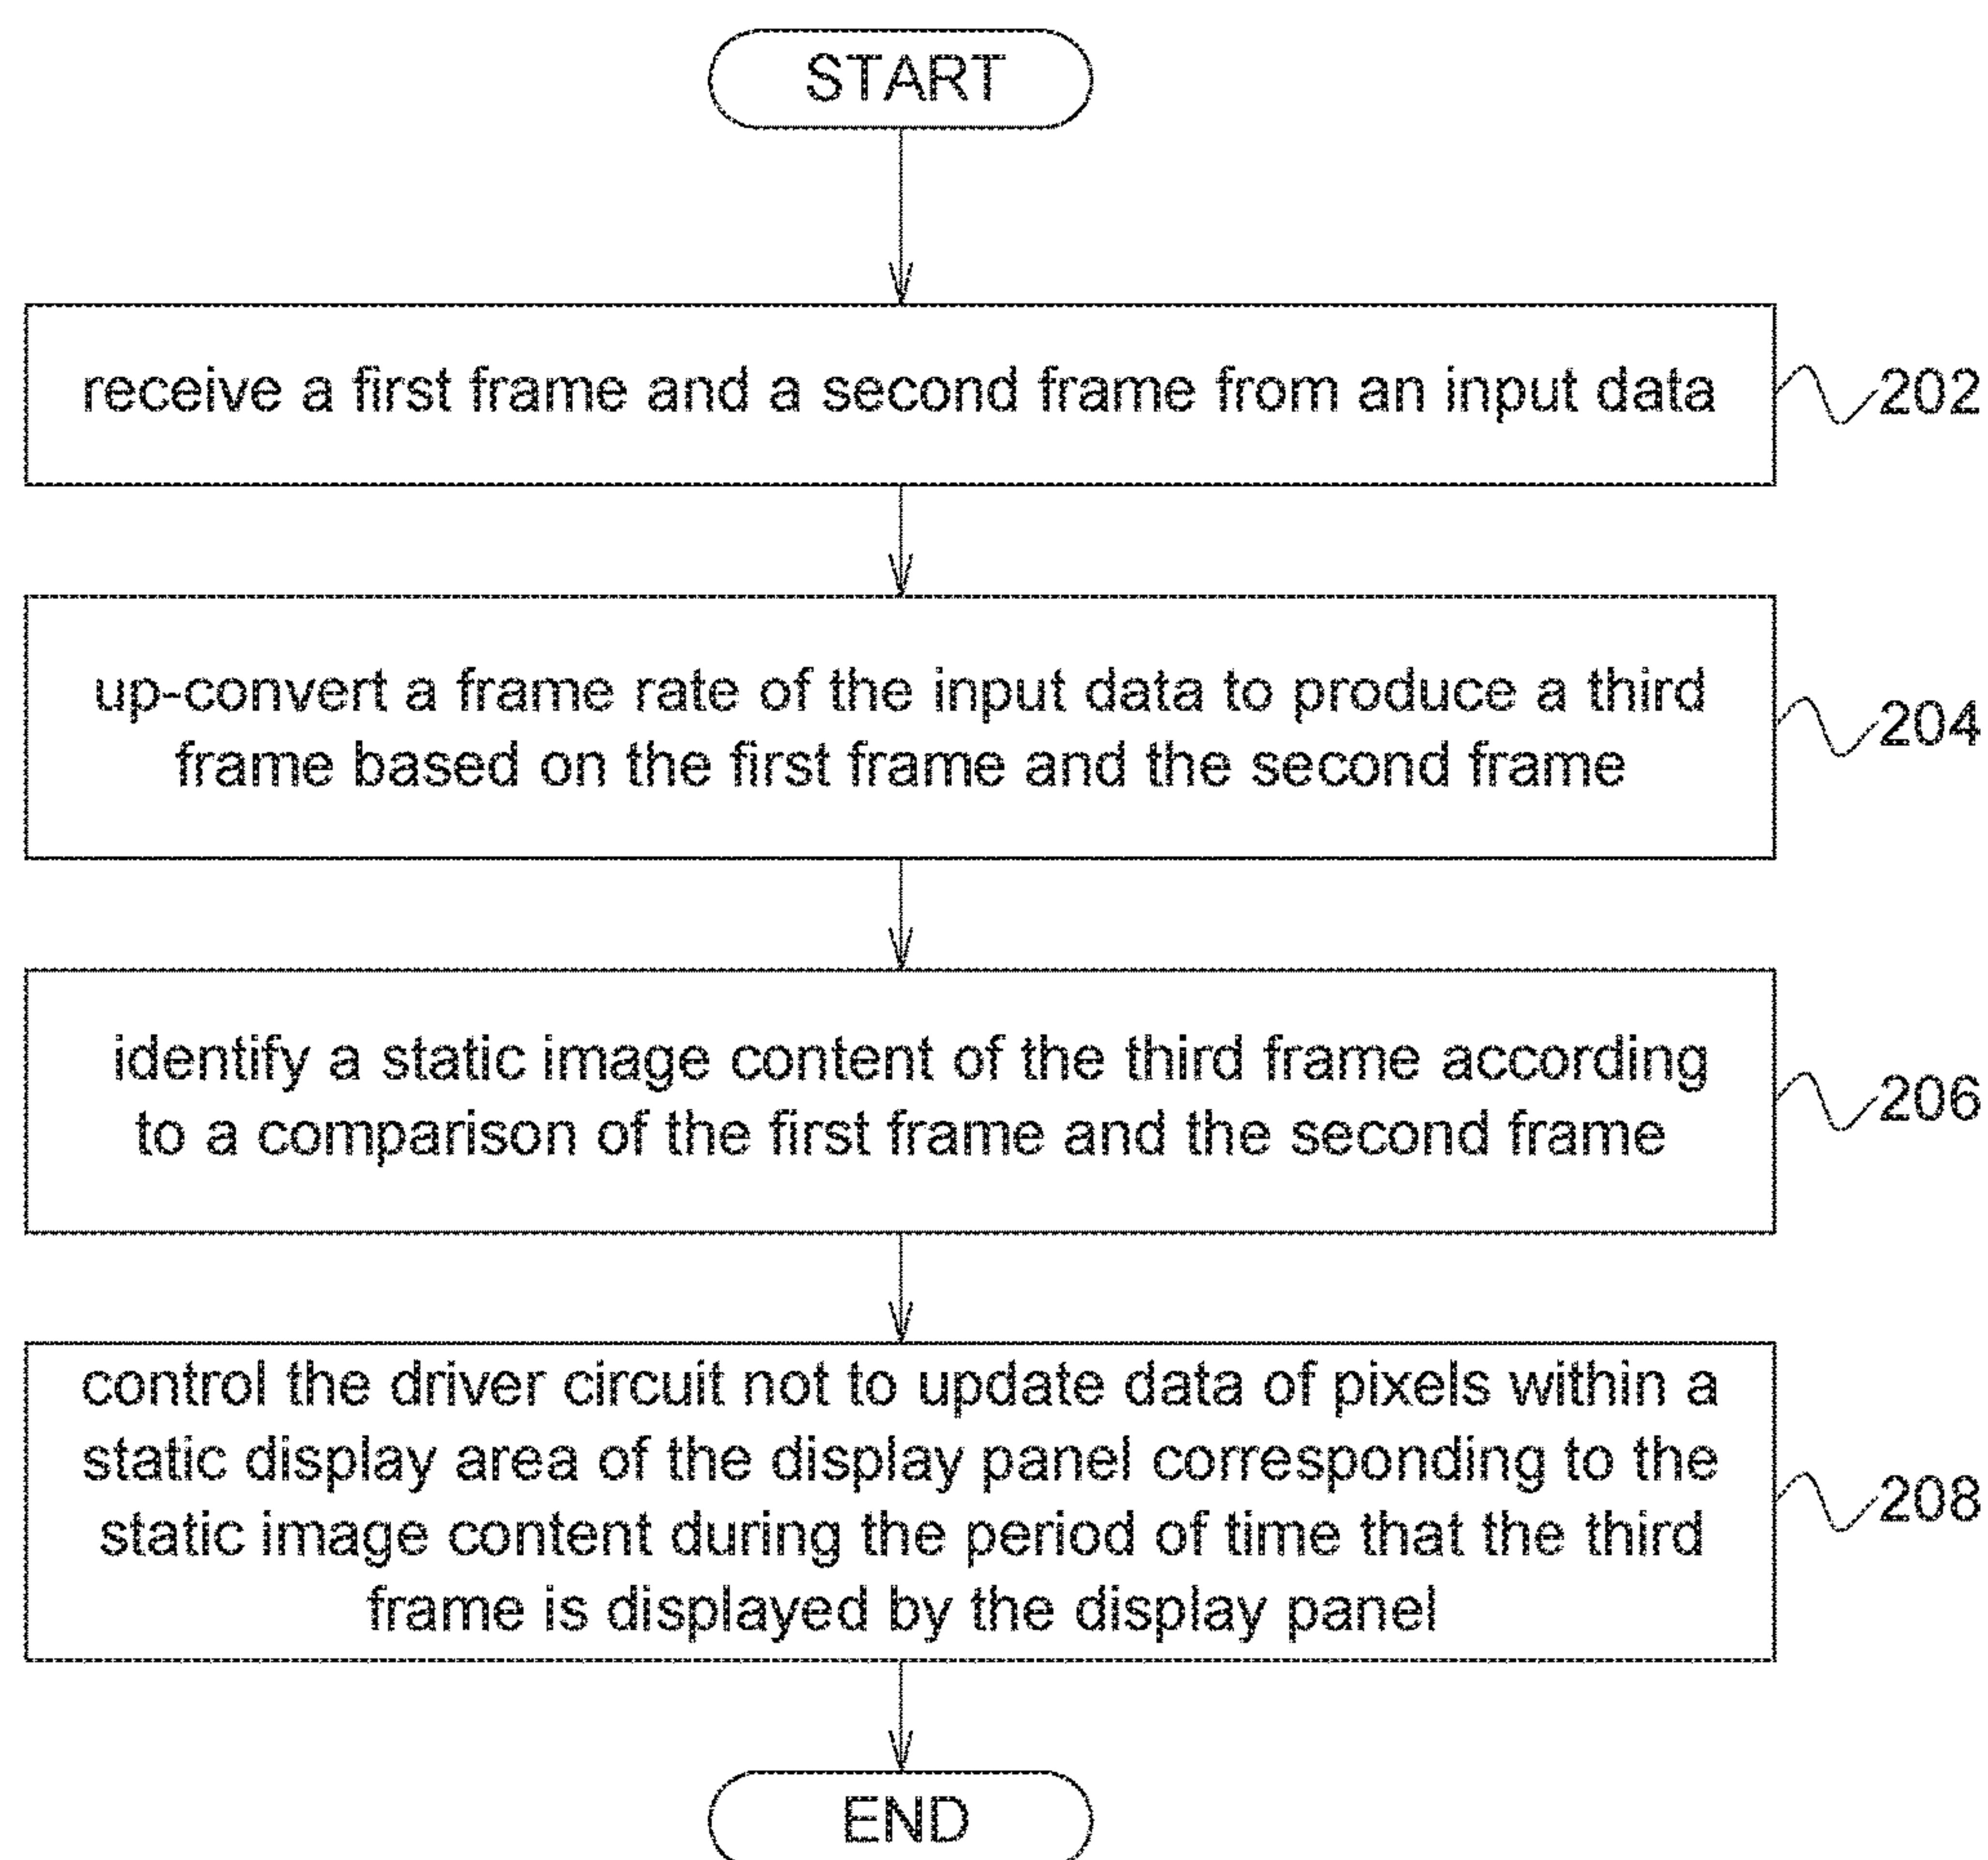 START
receive a first frame and a second frame from an input data
202
up-convert a frame rate of the input data to produce a third
frame based on the first frame and the second frame
204
identify a static image content of the third frame according
to a comparison of the first frame and the second frame
206
control the driver circuit not to update data of pixels within a
static display area of the display panel corresponding to the
static image content during the period of time that the third
frame is displayed by the display panel
208
END